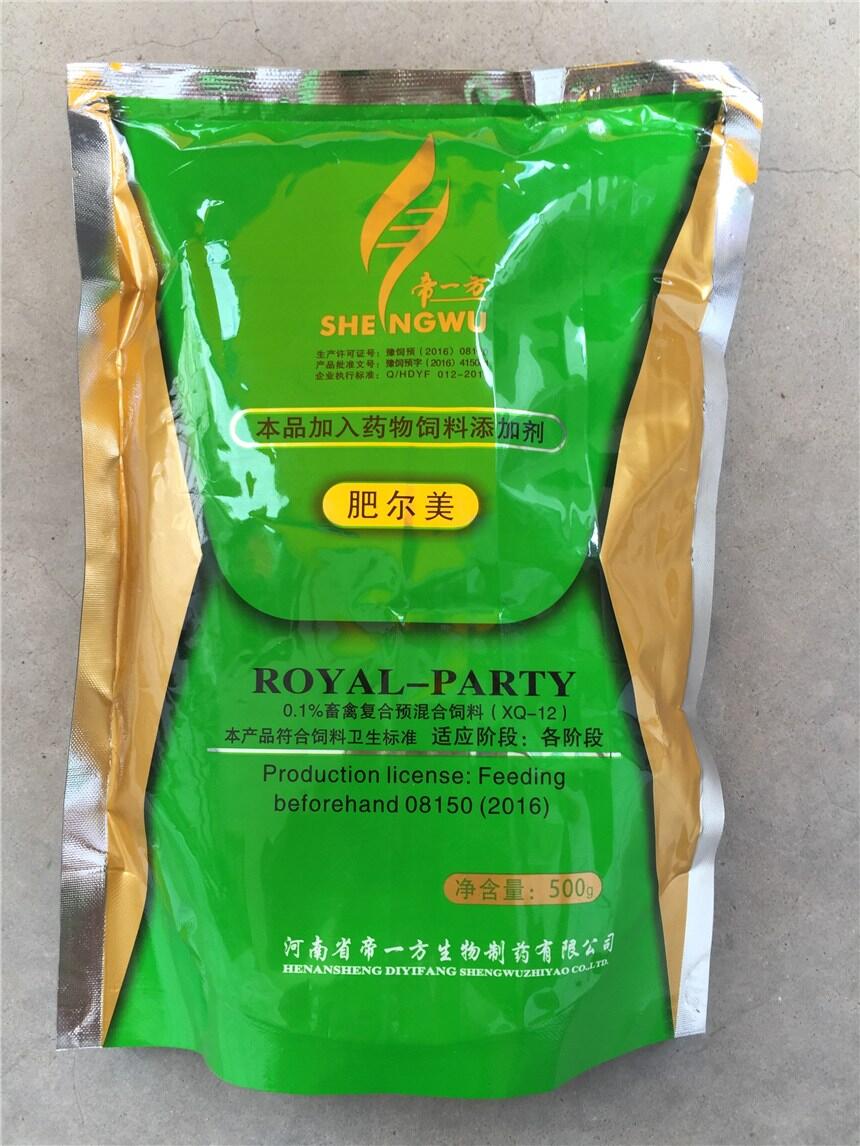 帝一方
SHENGWU
生产许可证号：豫饲预（2016）0815
产品批准文号：豫饲预字（2016）4150
企业执行标准：Q/HDYF 012-201
本品加入药物饲料添加剂
肥尔美
ROYAL-PARTY
0.1%畜禽复合预混合饲料（XQ-12）
本产品符合饲料卫生标准 适应阶段：各阶段
Production license: Feeding
beforehand 08150 (2016)
净含量：500g
河南省帝一方生物制药有限公司
HENANSHENG DIYIFANG SHENGWUZHIYAO CO.,LTD.